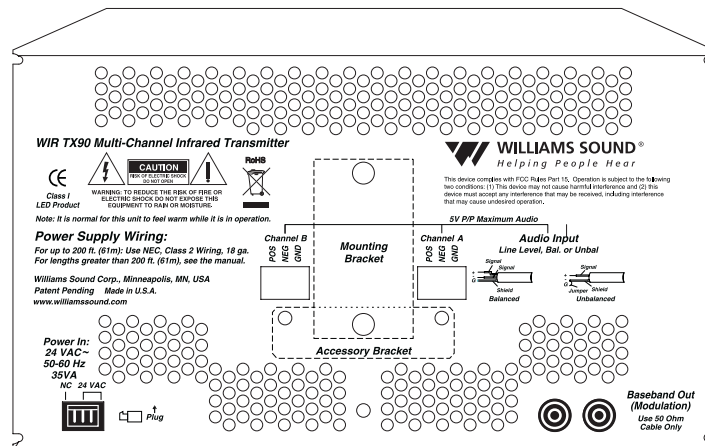 WIR TX90 Multi-Channel Infrared Transmitter
CE
Class I
LED Product
CAUTION
RISK OF ELECTRIC SHOCK
DO NOT OPEN
WARNING: TO REDUCE THE RISK OF FIRE OR
ELECTRIC SHOCK DO NOT EXPOSE THIS
EQUIPMENT TO RAIN OR MOISTURE.
RoHS
Note: It is normal for this unit to feel warm while it is in operation.
Power Supply Wiring:
For up to 200 ft. (61m): Use NEC, Class 2 Wiring, 18 ga.
For lengths greater than 200 ft. (61m), see the manual.
Williams Sound Corp., Minneapolis, MN, USA
Patent Pending Made in U.S.A.
www.williamssound.com
Power In:
24 VAC~
50-60 Hz
35VA
NC 24 VAC
Plug
Channel B
POS
NEG
GND
Mounting
Bracket
Accessory Bracket
Channel A
POS
NEG
GND
WILLIAMS SOUND®
Helping People Hear
This device complies with FCC Rules Part 15, Operation is subject to the following
two conditions: (1) This device may not cause harmful interference and (2) this
device must accept any interference that may be received, including interference
that may cause undesired operation.
5V P/P Maximum Audio
Audio Input
Line Level, Bal. or Unbal
Signal
Signal
+
-
G
Shield
Balanced
Signal
+
-
G
Jumper
Shield
Unbalanced
Baseband Out
(Modulation)
Use 50 Ohm
Cable Only